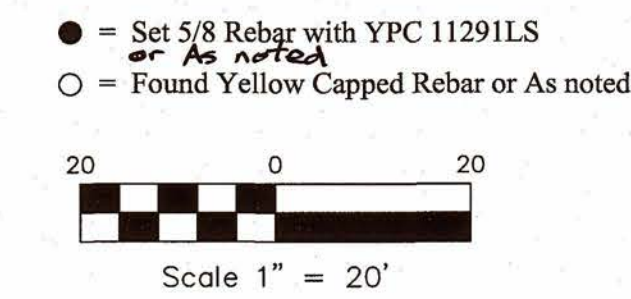 ● = Set 5/8 Rebar with YPC 11291LS
or As noted
○ = Found Yellow Capped Rebar or As noted
20 0 20
Scale 1" = 20'